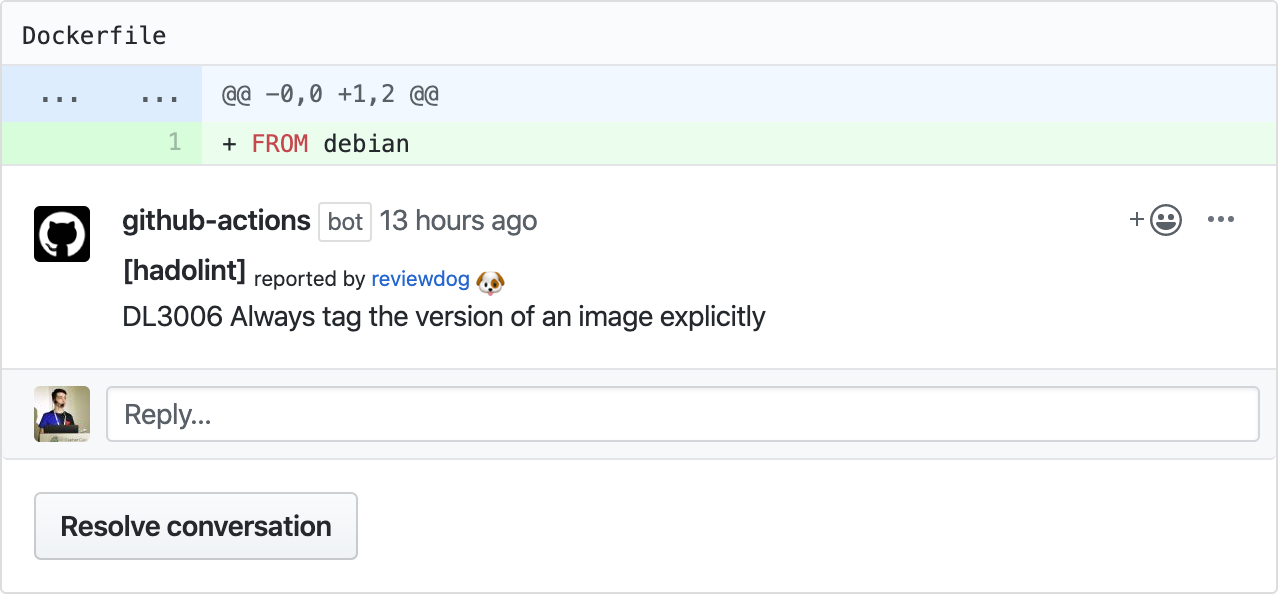 Dockerfile
... ... @@ -0,0 +1,2 @@
1 + FROM debian
github-actions bot 13 hours ago
[hadolint] reported by reviewdog 🐶
DL3006 Always tag the version of an image explicitly
Reply...
Resolve conversation